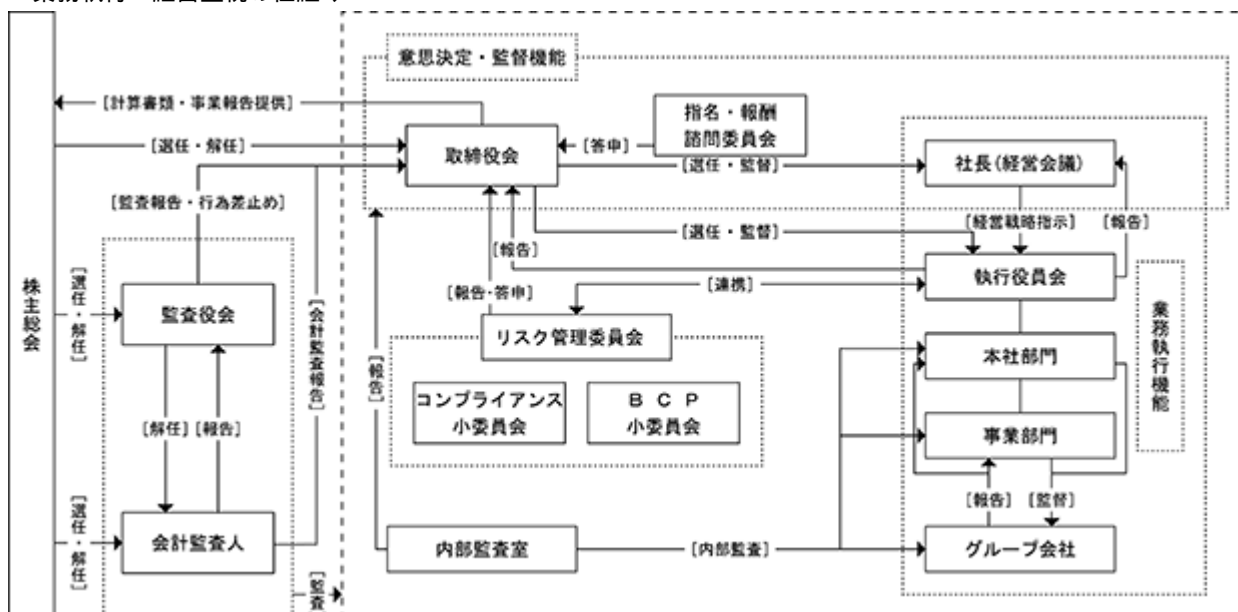 意思決定・監督機能
[計算書類・事業報告提供]
指名・報酬
諮問委員会
[選任・解任]
取締役会
[答申]
[選任・監督]
社長(経営会議)
[監査報告・行為差止め]
[経営戦略指示]
[報告]
[選任・監督]
[報告]
執行役員会
[連携]
[報告・答申]
株主総会
[選任・解任]
監査役会
[会計監査報告]
リスク管理委員会
業務執行機能
[報告]
本社部門
コンプライアンス
小委員会
BCP
小委員会
[解任]
[報告]
事業部門
[報告]
[監督]
[選任・解任]
会計監査人
内部監査室
[内部監査]
グループ会社
[監査]